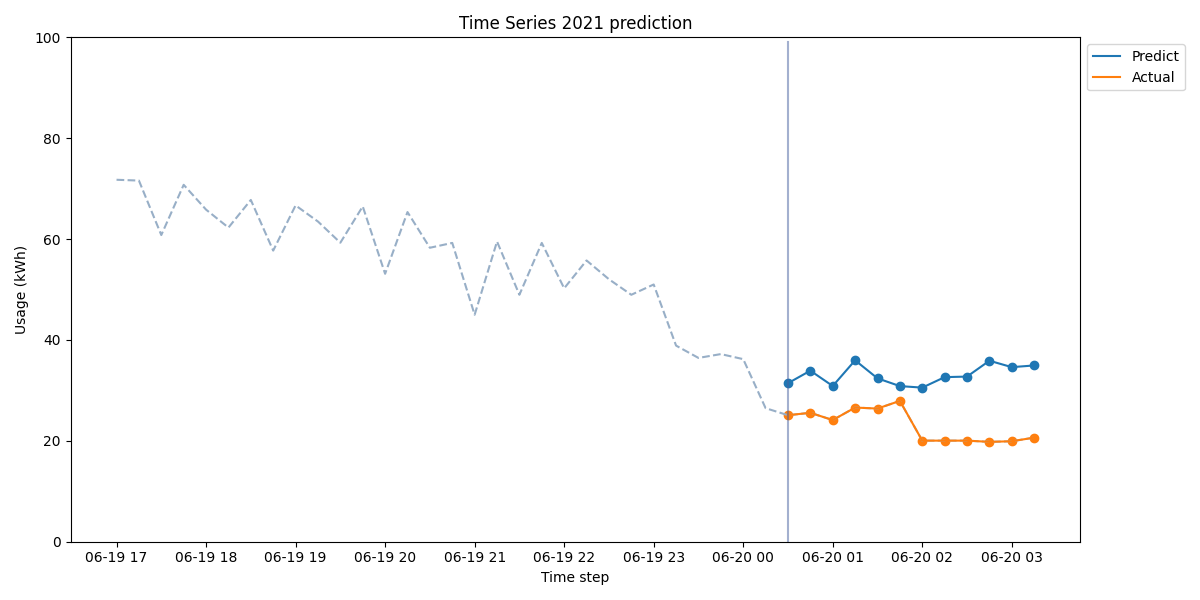 Time Series 2021 prediction
100
80
60
40
20
0
Usage (kWh)
06-19 17 06-19 18 06-19 19 06-19 20 06-19 21 06-19 22 06-19 23 06-20 00 06-20 01 06-20 02 06-20 03
Time step
Predict
Actual